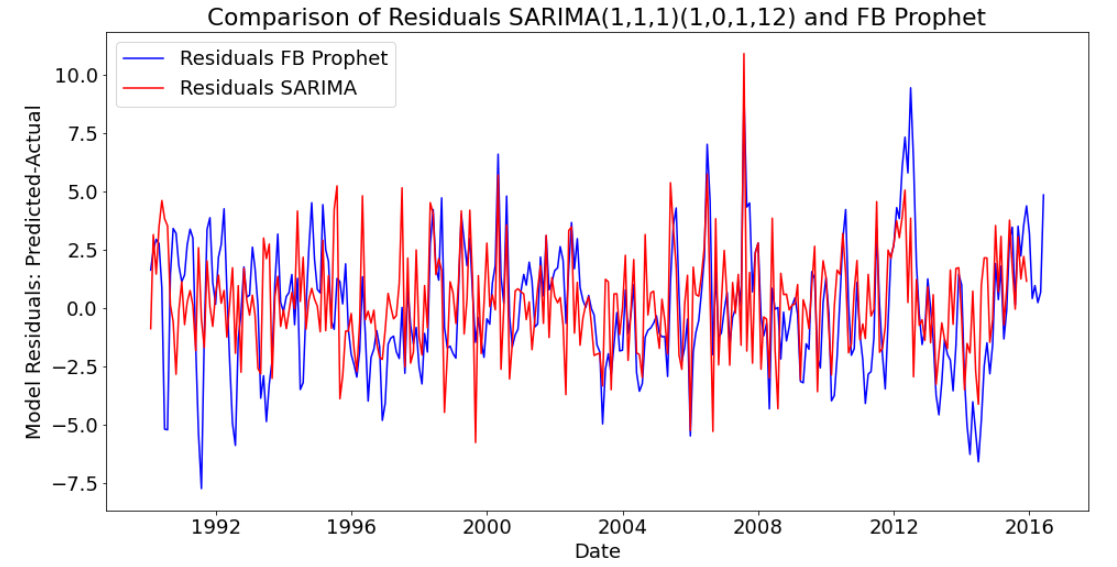 Comparison of Residuals SARIMA(1,1,1)(1,0,1,12) and FB Prophet
Residuals FB Prophet
Residuals SARIMA
Model Residuals: Predicted-Actual
10.0
7.5
5.0
2.5
0.0
−2.5
−5.0
−7.5
1992 1996 2000 2004 2008 2012 2016
Date